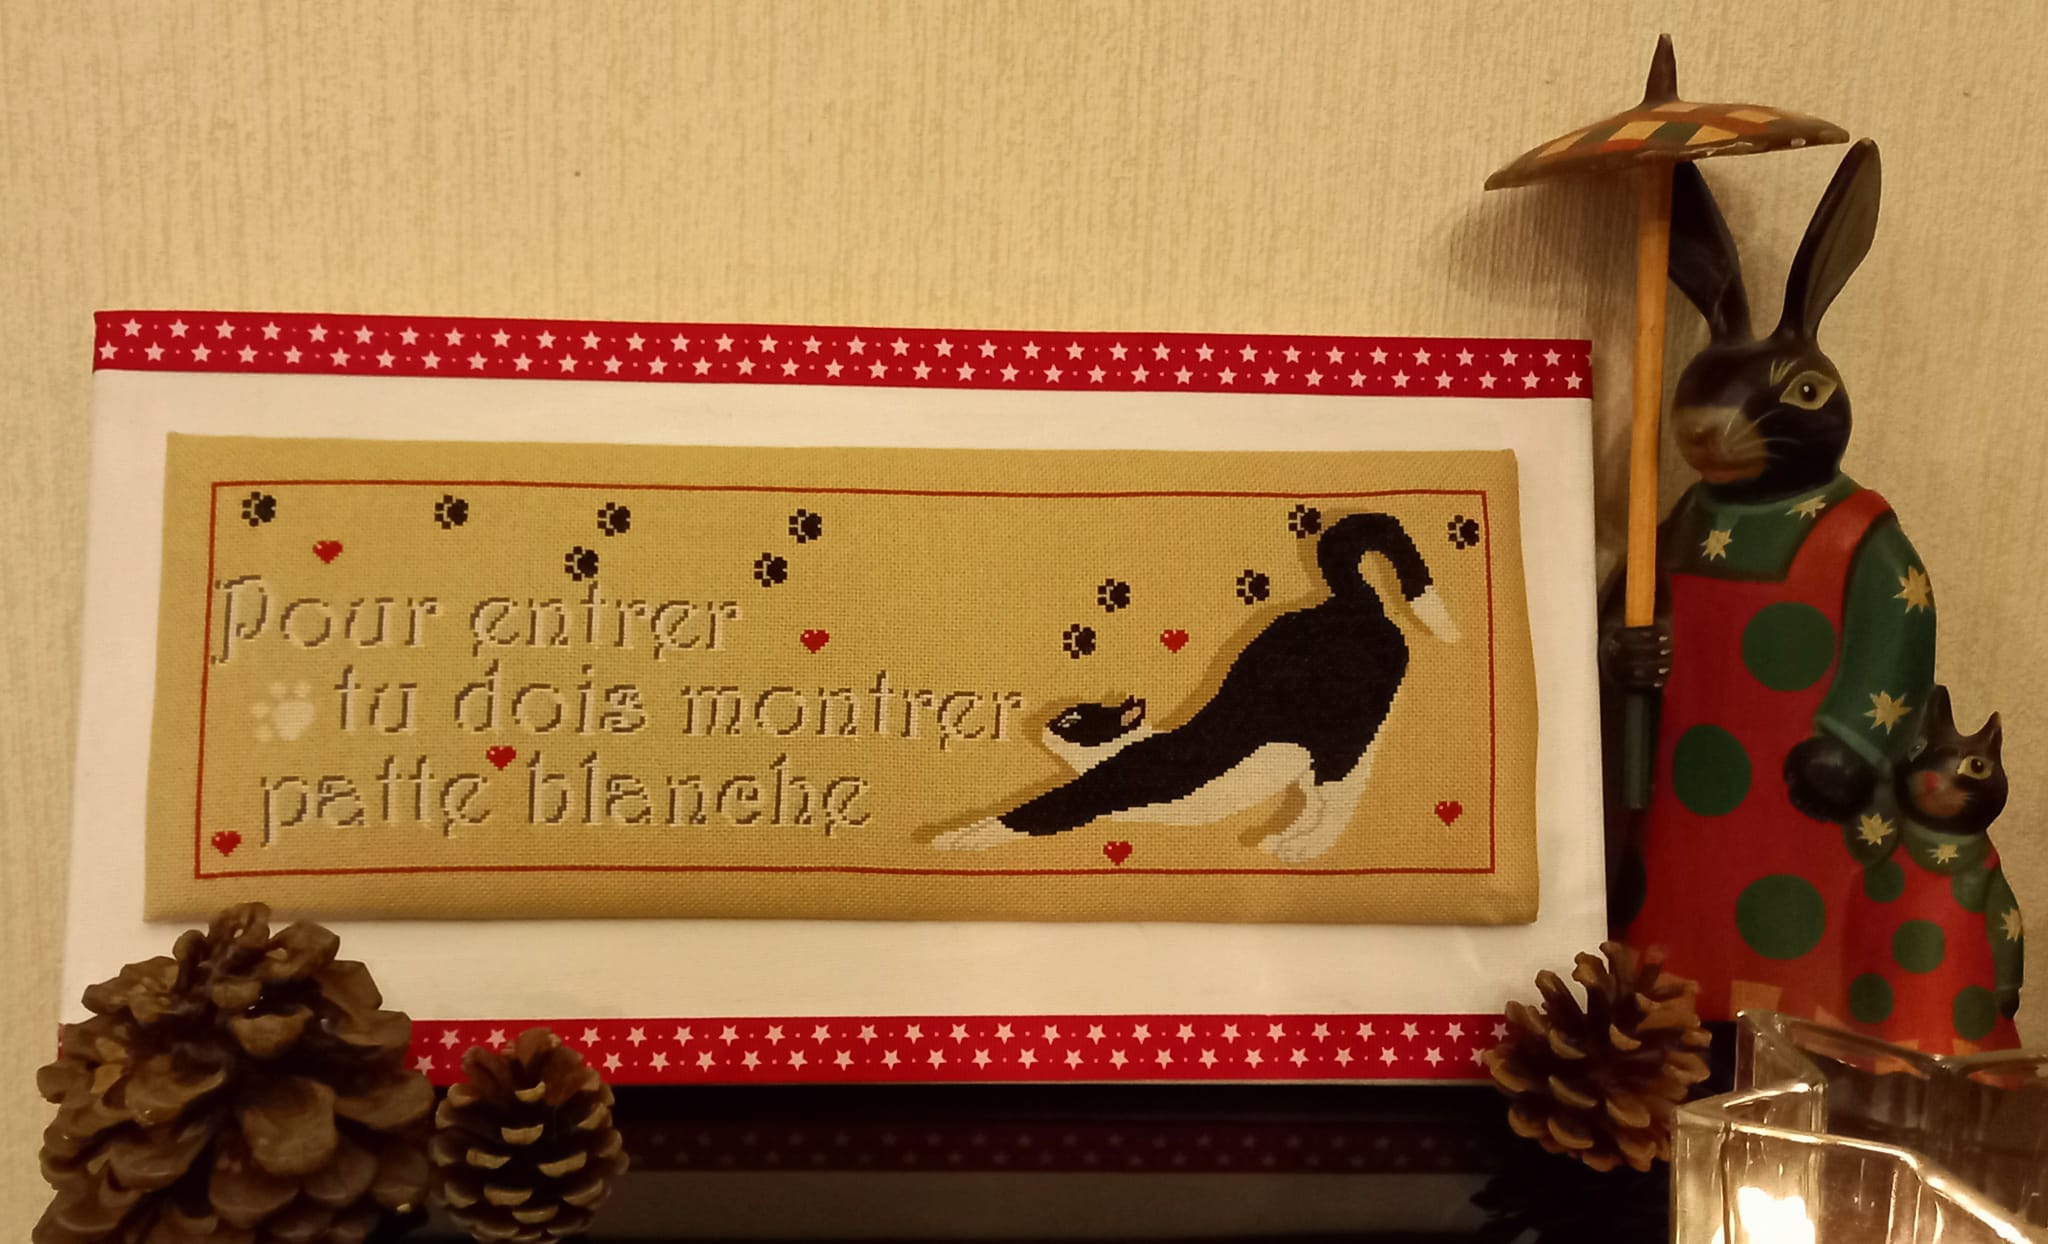 Pour entrer
tu dois montrer
patte blanche